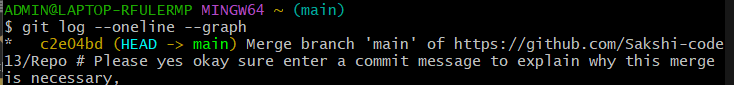 ADMIN@LAPTOP-RFULERMP MINGW64 ~ (main)
$ git log --oneline --graph
*   c2e04bd (HEAD -> main) Merge branch 'main' of https://github.com/Sakshi-code
13/Repo # Please yes okay sure enter a commit message to explain why this merge
is necessary,